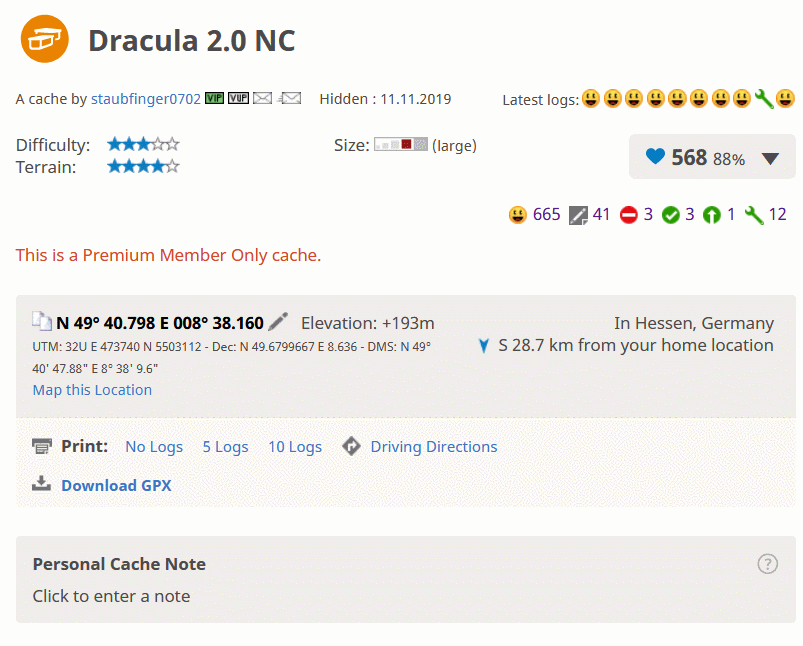 Dracula 2.0 NC
A cache by staubfinger0702 VIP VUP Hidden : 11.11.2019 Latest logs:
Difficulty: Size: (large)
Terrain: 568 88%
665 41 3 3 1 12
This is a Premium Member Only cache.
N 49° 40.798 E 008° 38.160 Elevation: +193m In Hessen, Germany
UTM: 32U E 473740 N 5503112 - Dec: N 49.6799667 E 8.636 - DMS: N 49° S 28.7 km from your home location
40' 47.88" E 8° 38' 9.6"
Map this Location
Print: No Logs 5 Logs 10 Logs Driving Directions
Download GPX
Personal Cache Note ?
Click to enter a note